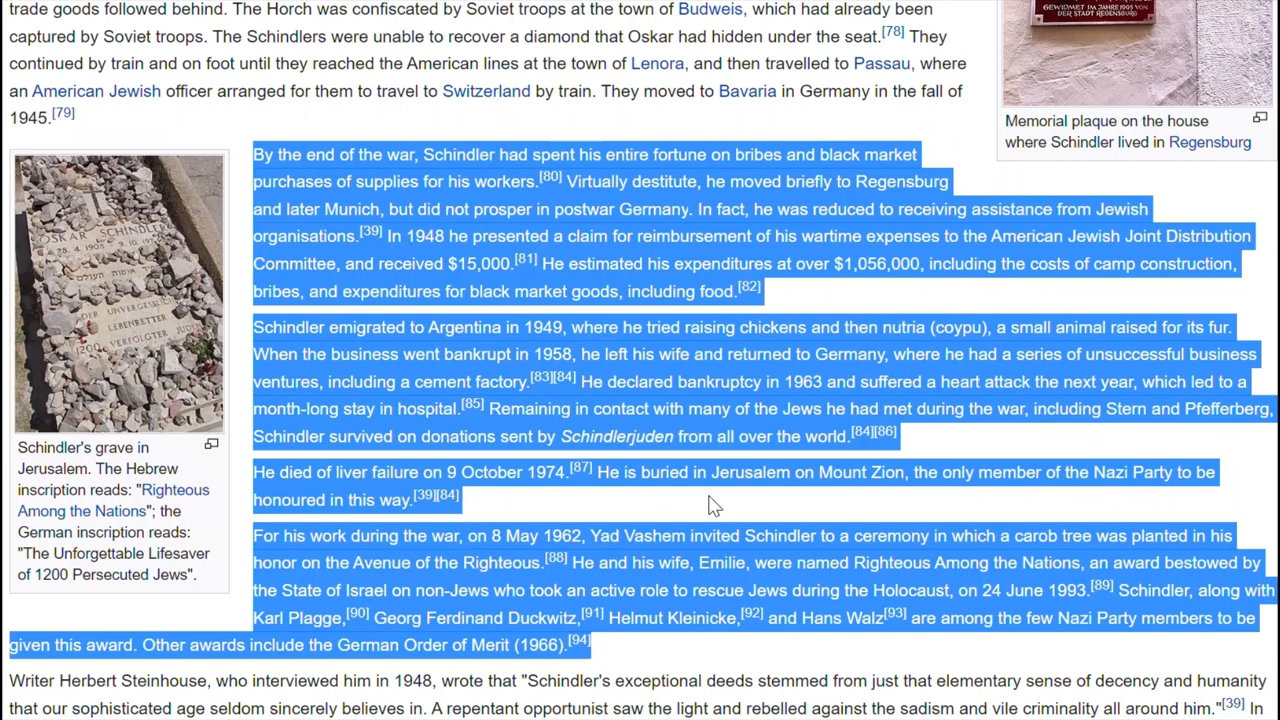 trade goods followed behind. The Horch was confiscated by Soviet troops at the town of Budweis, which had already been
captured by Soviet troops. The Schindlers were unable to recover a diamond that Oskar had hidden under the seat.[78] They
continued by train and on foot until they reached the American lines at the town of Lenora, and then travelled to Passau, where
an American Jewish officer arranged for them to travel to Switzerland by train. They moved to Bavaria in Germany in the fall of
1945.[79]
GEWIDMET IM JAHRE 1995 VON
DER STADT REGENSBURG
Memorial plaque on the house
where Schindler lived in Regensburg
OSKAR SCHINDLER
28.4.1908 9.10.1974
אומות העולם
DER UNVERGESSLICHE
LEBENSRETTER
1200 VERFOLGTER JUDEN
Schindler's grave in
Jerusalem. The Hebrew
inscription reads: "Righteous
Among the Nations"; the
German inscription reads:
"The Unforgettable Lifesaver
of 1200 Persecuted Jews".
By the end of the war, Schindler had spent his entire fortune on bribes and black market
purchases of supplies for his workers.[80] Virtually destitute, he moved briefly to Regensburg
and later Munich, but did not prosper in postwar Germany. In fact, he was reduced to receiving assistance from Jewish
organisations.[39] In 1948 he presented a claim for reimbursement of his wartime expenses to the American Jewish Joint Distribution
Committee, and received $15,000.[81] He estimated his expenditures at over $1,056,000, including the costs of camp construction,
bribes, and expenditures for black market goods, including food.[82]
Schindler emigrated to Argentina in 1949, where he tried raising chickens and then nutria (coypu), a small animal raised for its fur.
When the business went bankrupt in 1958, he left his wife and returned to Germany, where he had a series of unsuccessful business
ventures, including a cement factory.[83][84] He declared bankruptcy in 1963 and suffered a heart attack the next year, which led to a
month-long stay in hospital.[85] Remaining in contact with many of the Jews he had met during the war, including Stern and Pfefferberg,
Schindler survived on donations sent by Schindlerjuden from all over the world.[84][86]
He died of liver failure on 9 October 1974.[87] He is buried in Jerusalem on Mount Zion, the only member of the Nazi Party to be
honoured in this way.[39][84]
For his work during the war, on 8 May 1962, Yad Vashem invited Schindler to a ceremony in which a carob tree was planted in his
honor on the Avenue of the Righteous.[88] He and his wife, Emilie, were named Righteous Among the Nations, an award bestowed by
the State of Israel on non-Jews who took an active role to rescue Jews during the Holocaust, on 24 June 1993.[89] Schindler, along with
Karl Plagge,[90] Georg Ferdinand Duckwitz,[91] Helmut Kleinicke,[92] and Hans Walz[93] are among the few Nazi Party members to be
given this award. Other awards include the German Order of Merit (1966).[94]
Writer Herbert Steinhouse, who interviewed him in 1948, wrote that "Schindler's exceptional deeds stemmed from just that elementary sense of decency and humanity
that our sophisticated age seldom sincerely believes in. A repentant opportunist saw the light and rebelled against the sadism and vile criminality all around him."[39] In